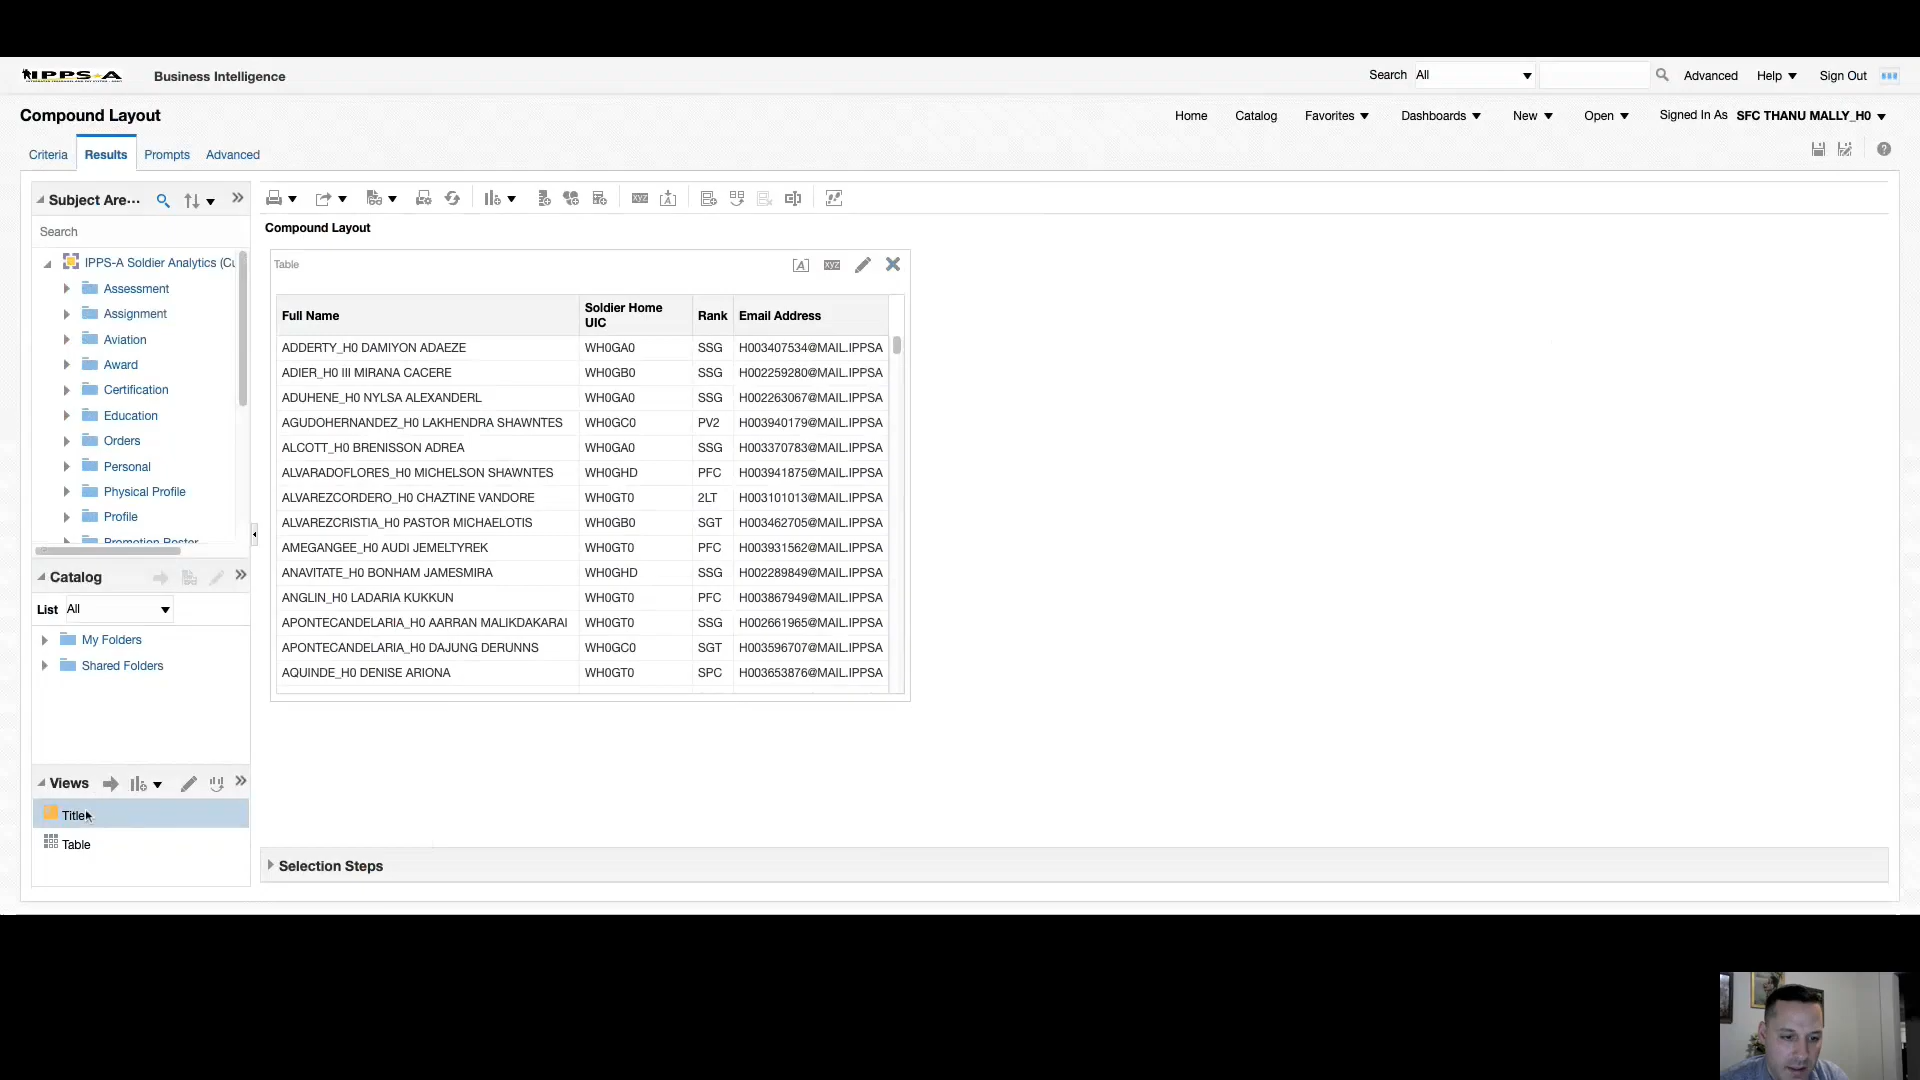 IPPS-A
Business Intelligence
Search All
Advanced Help Sign Out
Compound Layout
Home Catalog Favorites Dashboards New Open Signed In As SFC THANU MALLY_H0
Criteria Results Prompts Advanced
Subject Are...
Search
IPPS-A Soldier Analytics (Cu
Assessment
Assignment
Aviation
Award
Certification
Education
Orders
Personal
Physical Profile
Profile
Promotion Roster
Catalog
List All
My Folders
Shared Folders
Views
Title
Table
Compound Layout
Table
Full Name Soldier Home UIC Rank Email Address
ADDERTY_H0 DAMIYON ADAEZE WH0GA0 SSG H003407534@MAIL.IPPSA
ADIER_H0 III MIRANA CACERE WH0GB0 SSG H002259280@MAIL.IPPSA
ADUHENE_H0 NYLSA ALEXANDERL WH0GA0 SSG H002263067@MAIL.IPPSA
AGUDOHERNANDEZ_H0 LAKHENDRA SHAWNTES WH0GC0 PV2 H003940179@MAIL.IPPSA
ALCOTT_H0 BRENISSON ADREA WH0GA0 SSG H003370783@MAIL.IPPSA
ALVARADOFLORES_H0 MICHELSON SHAWNTES WH0GHD PFC H003941875@MAIL.IPPSA
ALVAREZCORDERO_H0 CHAZTINE VANDORE WH0GT0 2LT H003101013@MAIL.IPPSA
ALVAREZCRISTIA_H0 PASTOR MICHAELOTIS WH0GB0 SGT H003462705@MAIL.IPPSA
AMEGANGEE_H0 AUDI JEMELTYREK WH0GT0 PFC H003931562@MAIL.IPPSA
ANAVITATE_H0 BONHAM JAMESMIRA WH0GHD SSG H002289849@MAIL.IPPSA
ANGLIN_H0 LADARIA KUKKUN WH0GT0 PFC H003867949@MAIL.IPPSA
APONTECANDELARIA_H0 AARRAN MALIKDAKARAI WH0GT0 SSG H002661965@MAIL.IPPSA
APONTECANDELARIA_H0 DAJUNG DERUNNS WH0GC0 SGT H003596707@MAIL.IPPSA
AQUINDE_H0 DENISE ARIONA WH0GT0 SPC H003653876@MAIL.IPPSA
Selection Steps